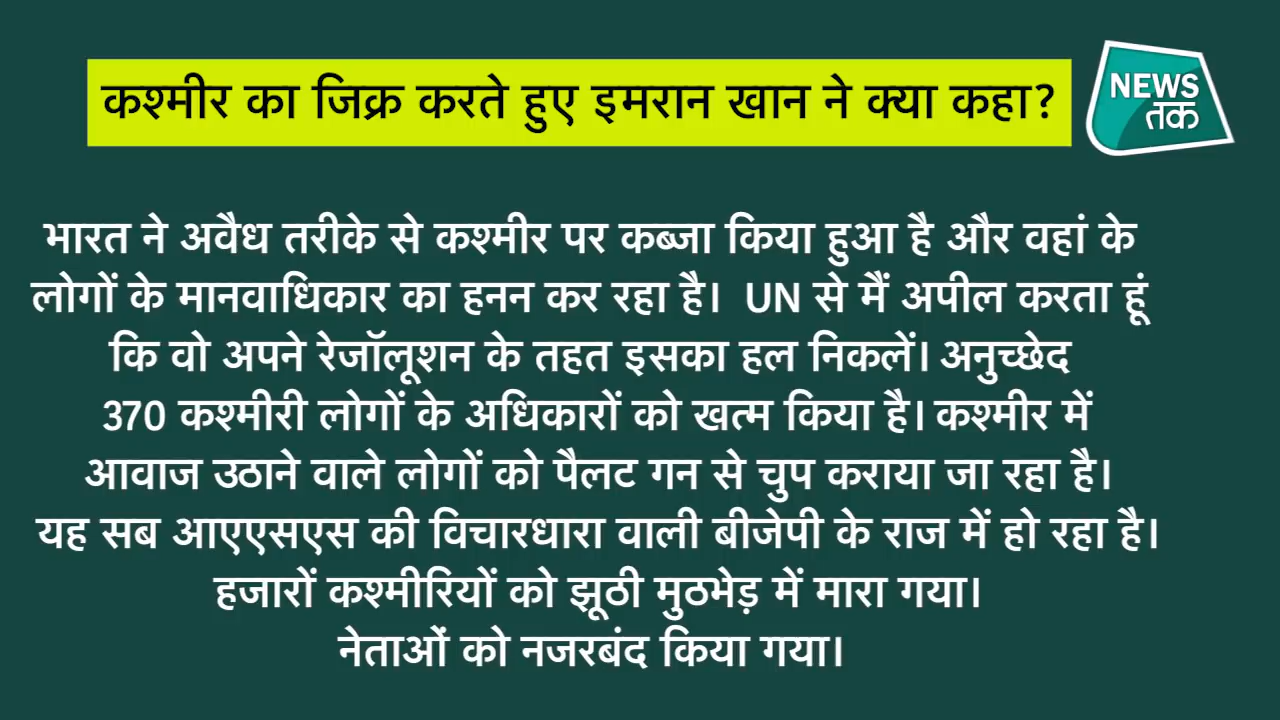 कश्मीर का जिक्र करते हुए इमरान खान ने क्या कहा?
NEWS
तक
भारत ने अवैध तरीके से कश्मीर पर कब्जा किया हुआ है और वहां के
लोगों के मानवाधिकार का हनन कर रहा है। UN से मैं अपील करता हूं
कि वो अपने रेजॉलूशन के तहत इसका हल निकलें। अनुच्छेद
370 कश्मीरी लोगों के अधिकारों को खत्म किया है। कश्मीर में
आवाज उठाने वाले लोगों को पैलट गन से चुप कराया जा रहा है।
यह सब आएएसएस की विचारधारा वाली बीजेपी के राज में हो रहा है।
हजारों कश्मीरियों को झूठी मुठभेड़ में मारा गया।
नेताओं को नजरबंद किया गया।